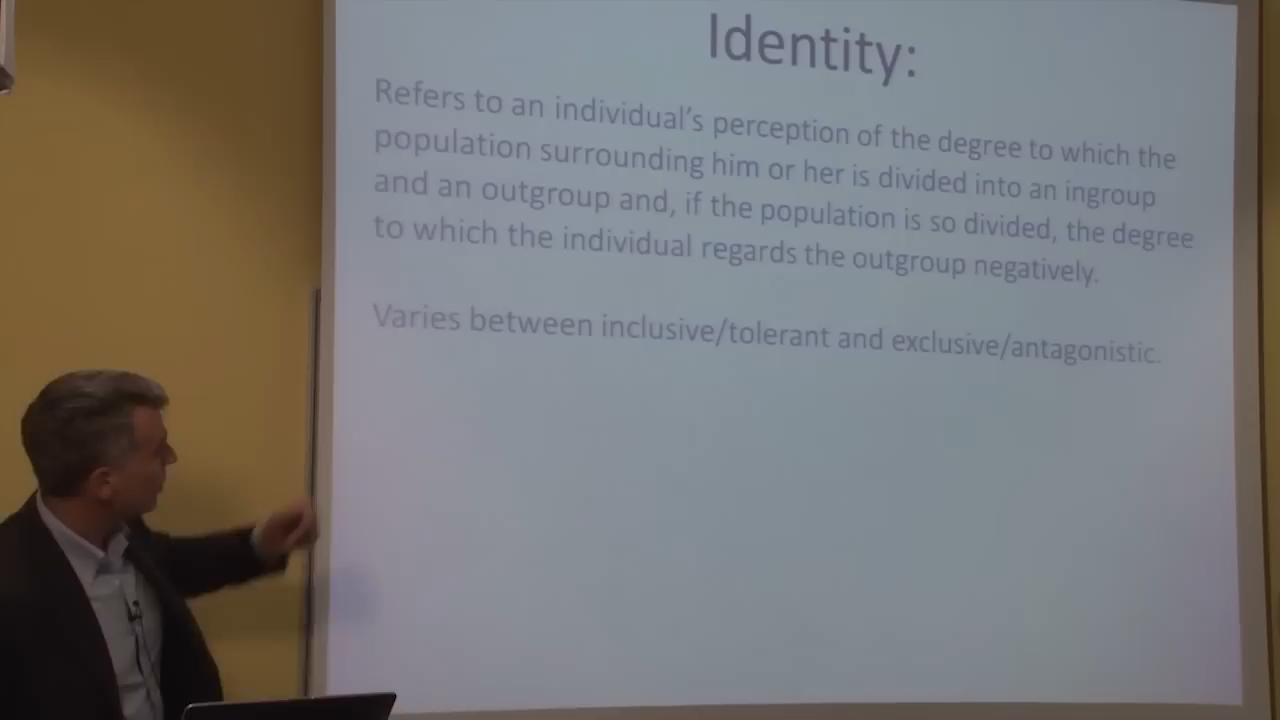 Identity:
Refers to an individual’s perception of the degree to which the
population surrounding him or her is divided into an ingroup
and an outgroup and, if the population is so divided, the degree
to which the individual regards the outgroup negatively.
Varies between inclusive/tolerant and exclusive/antagonistic.